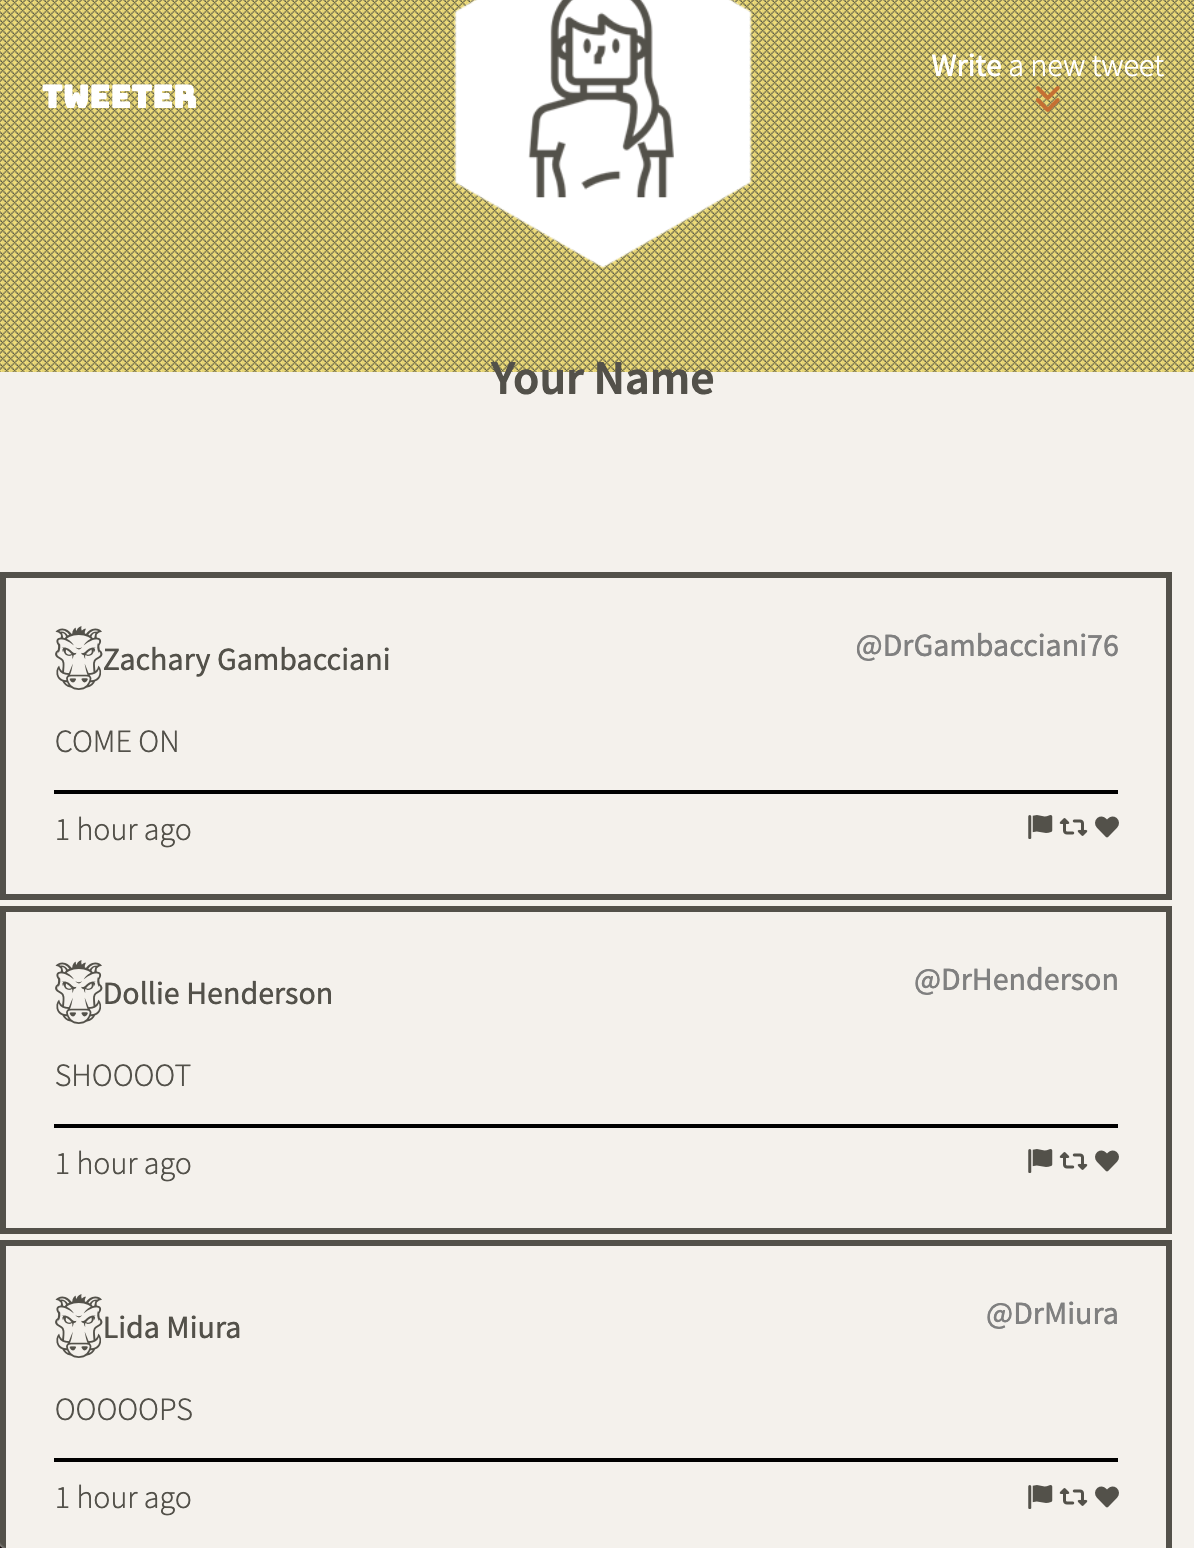 TWEETER
Write a new tweet
Your Name
Zachary Gambacciani
@DrGambacciani76
COME ON
1 hour ago
Dollie Henderson
@DrHenderson
SHOOOOT
1 hour ago
Lida Miura
@DrMiura
OOOOOPS
1 hour ago